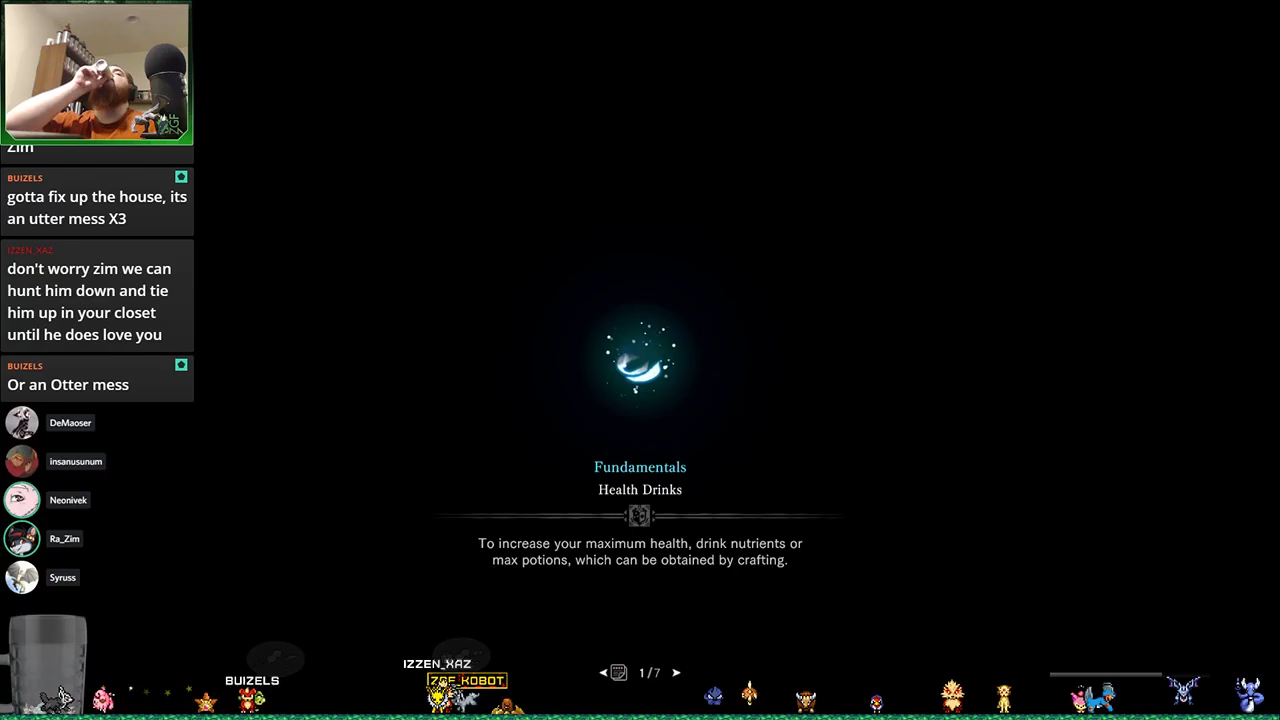 ZGF
Zim
BUIZELS
gotta fix up the house, its
an utter mess X3
IZZEN_XAZ
don't worry zim we can
hunt him down and tie
him up in your closet
until he does love you
BUIZELS
Or an Otter mess
DeMaoser
insanusunum
Neonivek
Ra_Zim
Syruss
Fundamentals
Health Drinks
To increase your maximum health, drink nutrients or
max potions, which can be obtained by crafting.
1/7
IZZEN_XAZ
BUIZELS
ZGF_KOBOT